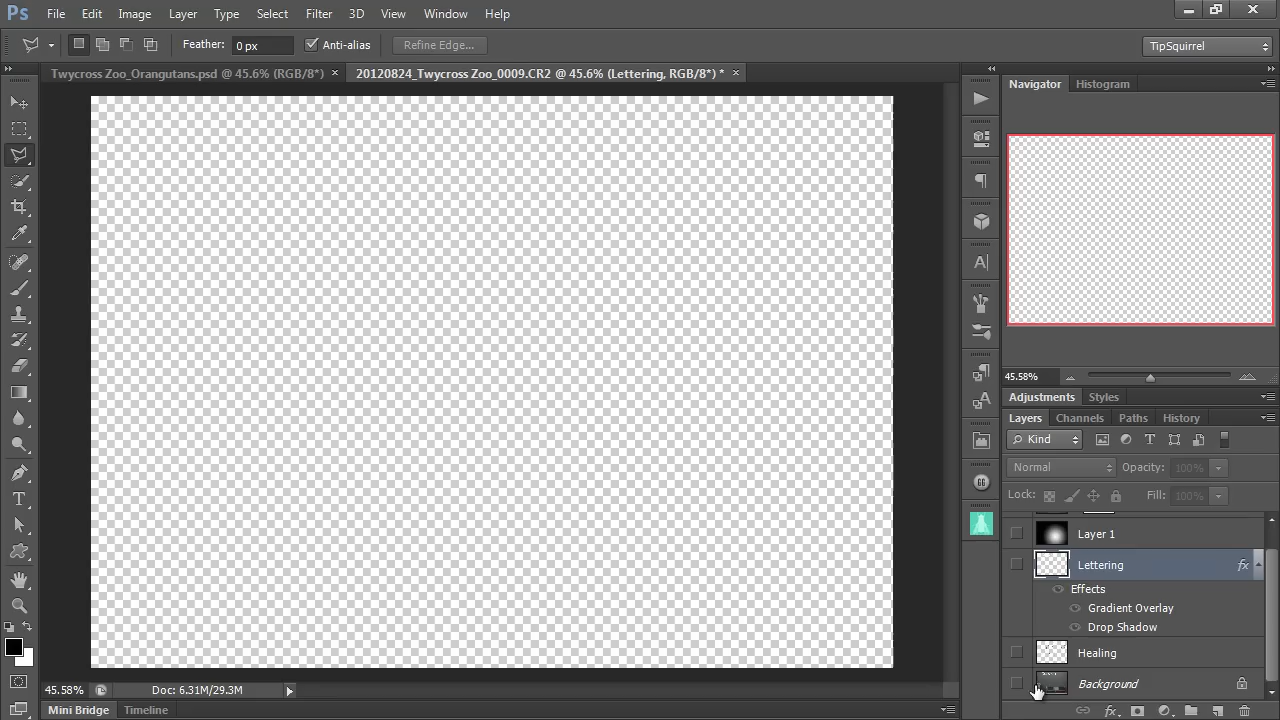 Ps File Edit Image Layer Type Select Filter 3D View Window Help
Feather: 0 px Anti-alias Refine Edge... TipSquirrel
Twycross Zoo_Orangutans.psd @ 45.6% (RGB/8*) × 20120824_Twycross Zoo_0009.CR2 @ 45.6% (Lettering, RGB/8*) * ×
Navigator Histogram
45.58%
Adjustments Styles
Layers Channels Paths History
Kind
Normal Opacity: 100%
Lock: Fill: 100%
Layer 1
Lettering fx
Effects
Gradient Overlay
Drop Shadow
Healing
Background
45.58% Doc: 6.31M/29.3M
Mini Bridge Timeline